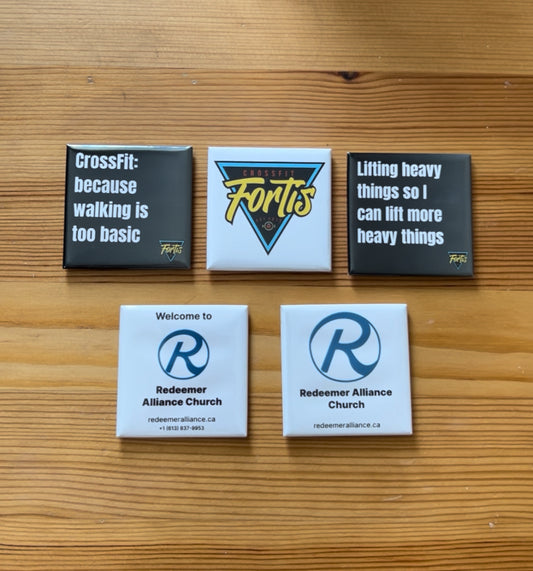 CrossFit:
because
walking is
too basic
Fortis
CROSSFIT
Fortis
Lifting heavy
things so I
can lift more
heavy things
Fortis
Welcome to
R
Redeemer
Alliance Church
redeemeralliance.ca
+1 (613) 837-9953
R
Redeemer Alliance
Church
redeemeralliance.ca